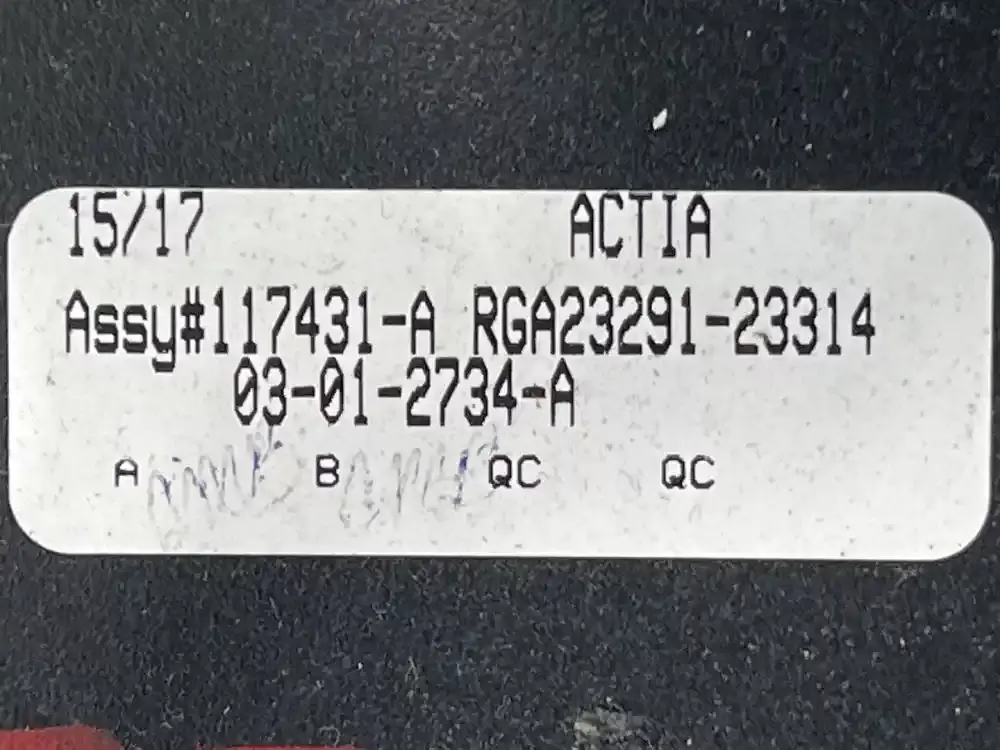 15/17 ACTIA
Assy#117431-A RGA23291-23314
03-01-2734-A
A B QC QC